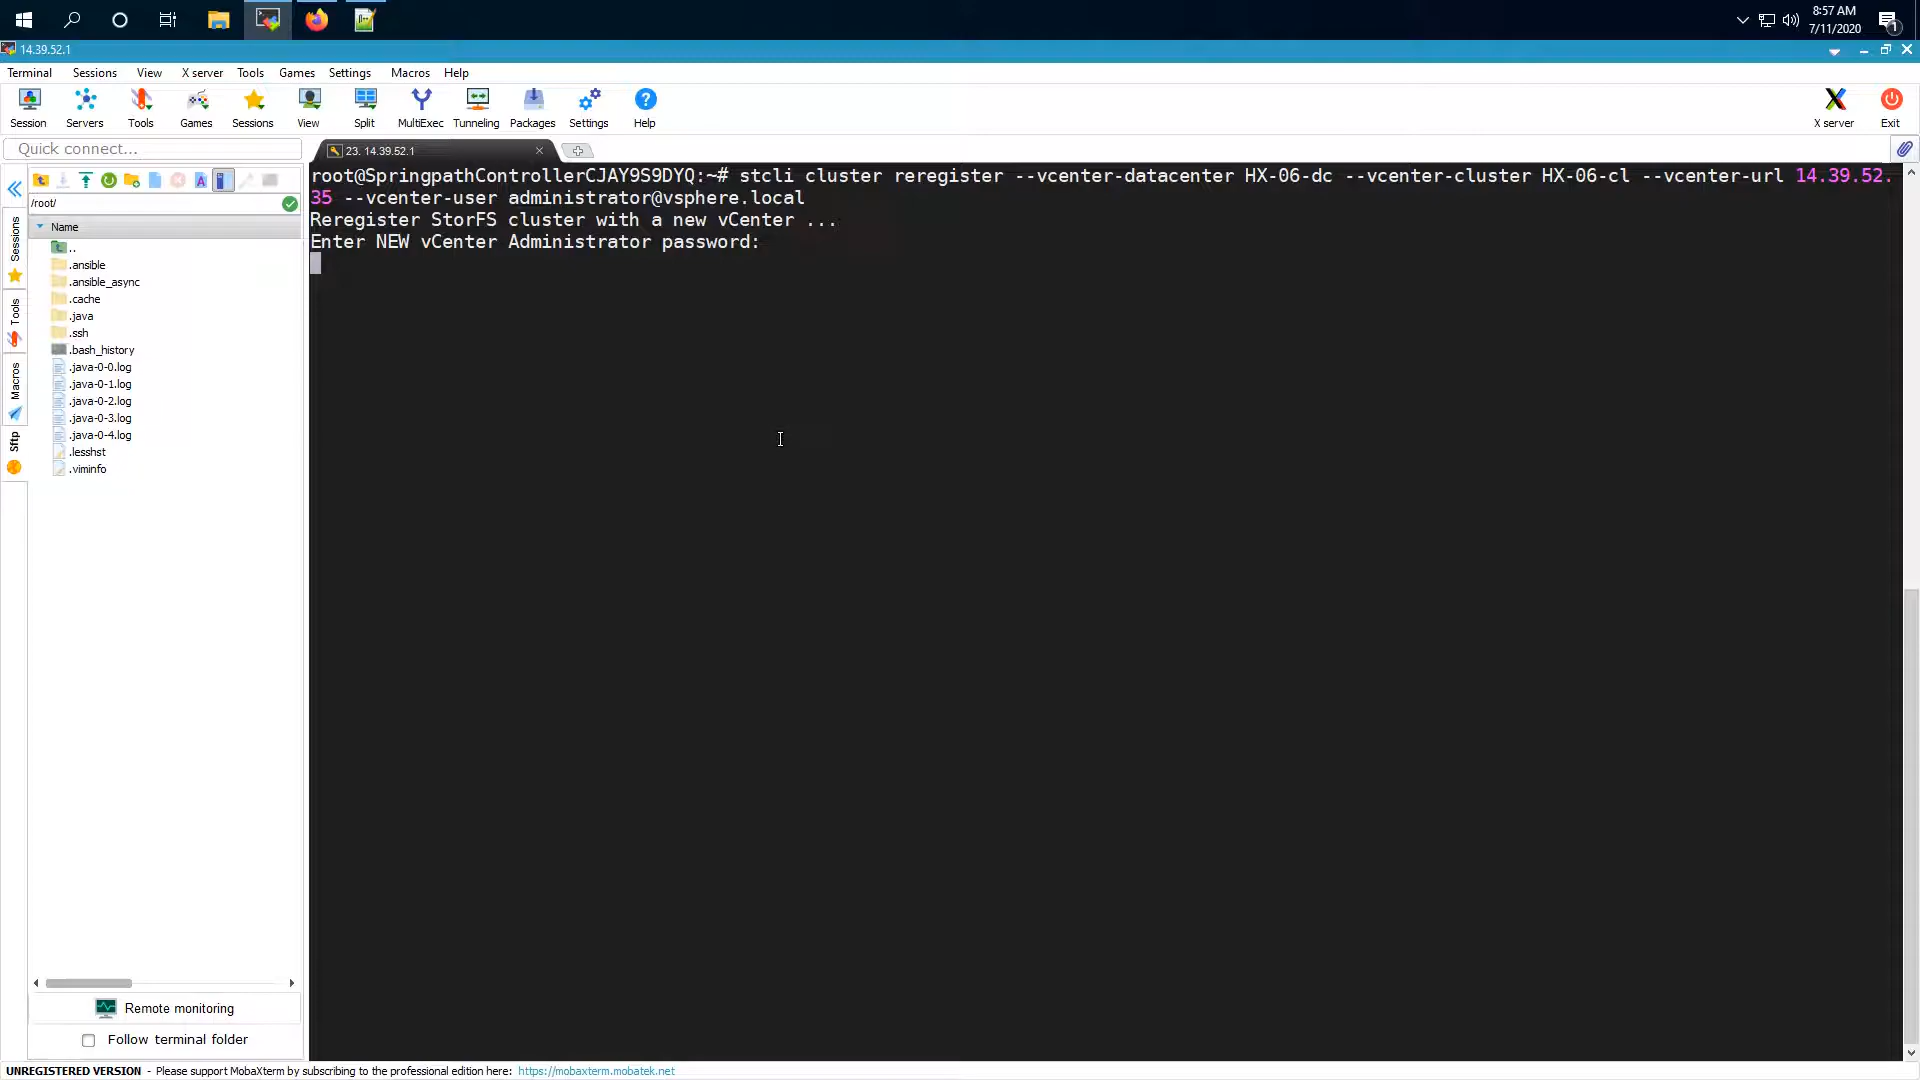 8:57 AM
7/11/2020
1
14.39.52.1
Terminal Sessions View X server Tools Games Settings Macros Help
Session Servers Tools Games Sessions View Split MultiExec Tunneling Packages Settings Help X server Exit
Quick connect...
23. 14.39.52.1
/root/
Name
..
.ansible
.ansible_async
.cache
.java
.ssh
.bash_history
.java-0-0.log
.java-0-1.log
.java-0-2.log
.java-0-3.log
.java-0-4.log
.lesshst
.viminfo
Sessions
Tools
Macros
Sftp
root@SpringpathControllerCJAY9S9DYQ:~# stcli cluster reregister --vcenter-datacenter HX-06-dc --vcenter-cluster HX-06-cl --vcenter-url 14.39.52.
35 --vcenter-user administrator@vsphere.local
Reregister StorFS cluster with a new vCenter ...
Enter NEW vCenter Administrator password:
Remote monitoring
Follow terminal folder
UNREGISTERED VERSION - Please support MobaXterm by subscribing to the professional edition here: https://mobaxterm.mobatek.net